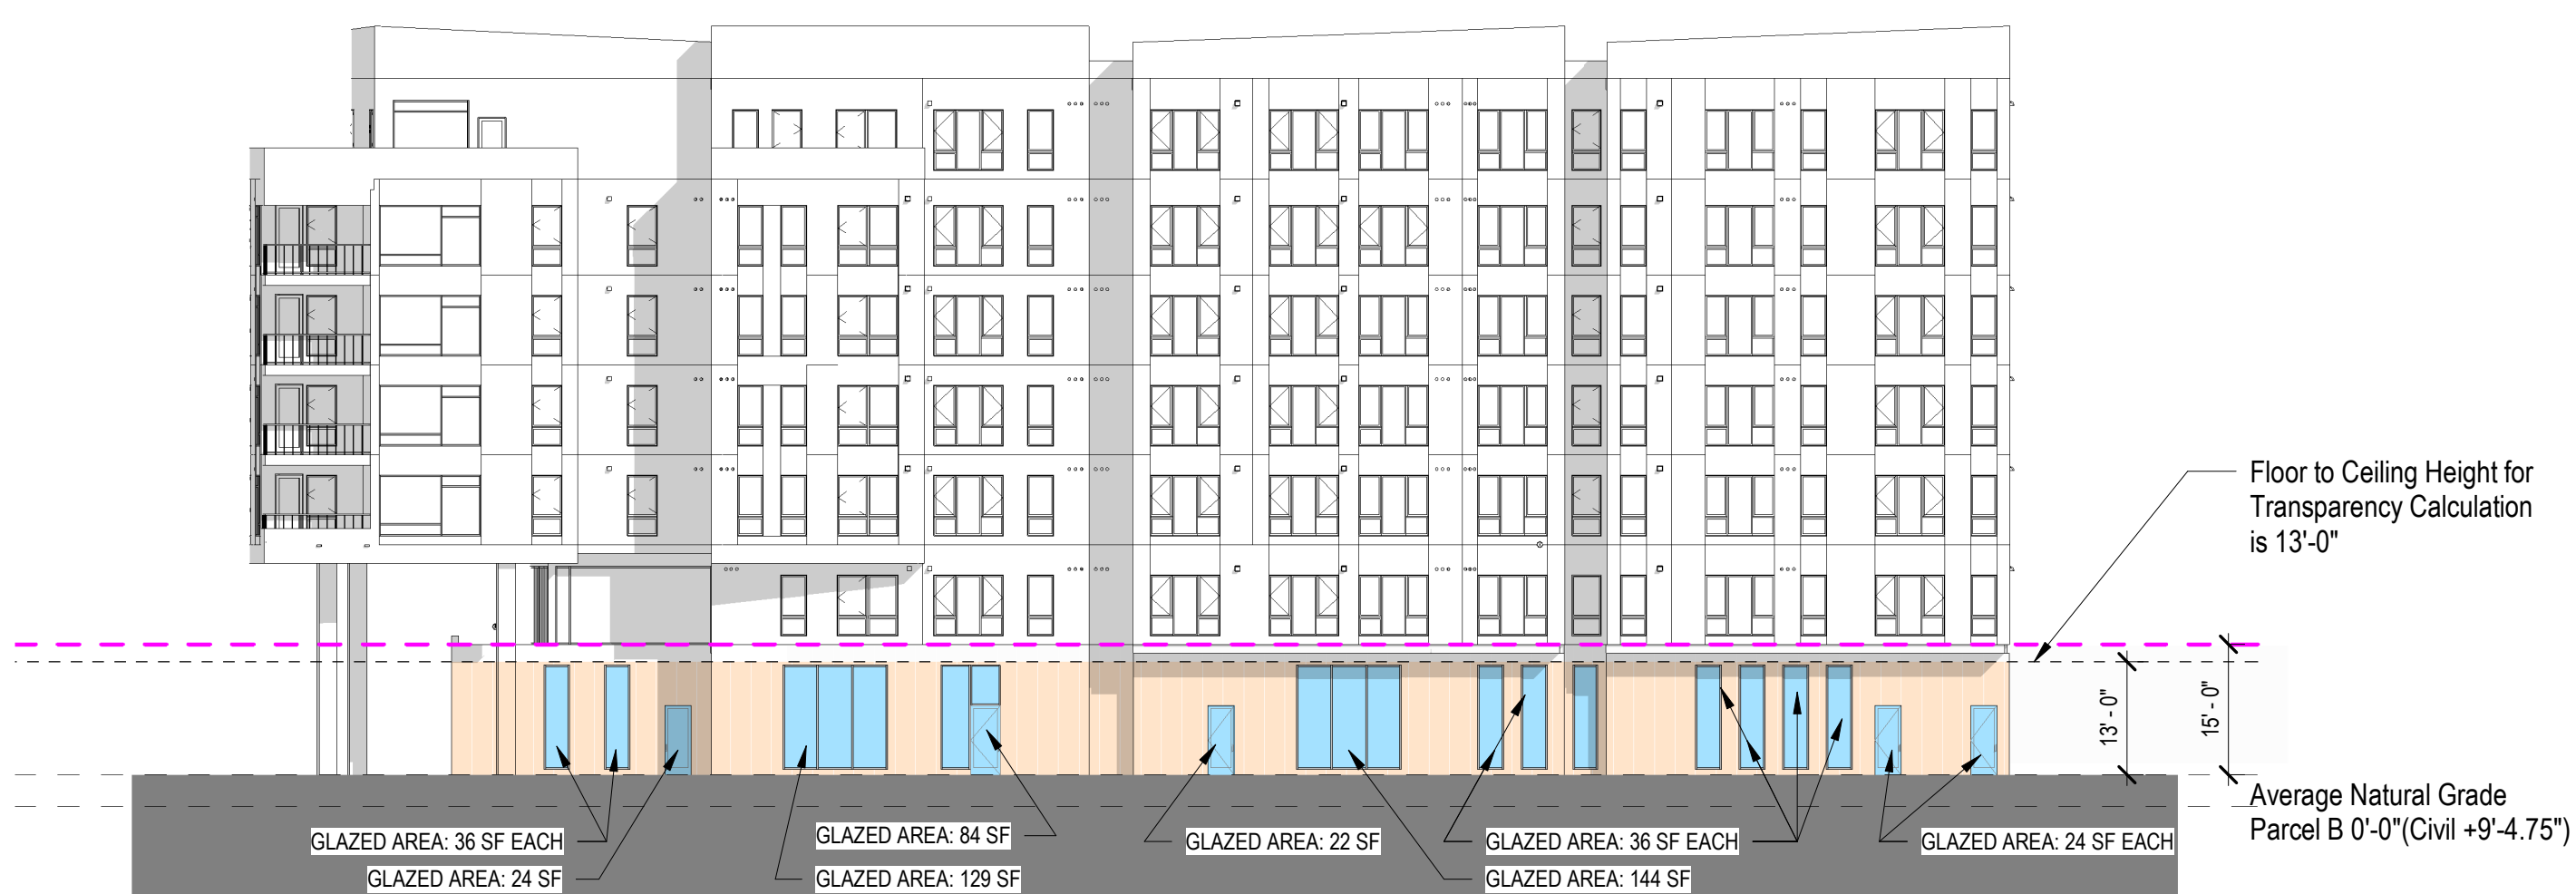 Floor to Ceiling Height for
Transparency Calculation
is 13'-0"
13' - 0"
15' - 0"
Average Natural Grade
Parcel B 0'-0"(Civil +9'-4.75")
GLAZED AREA: 36 SF EACH
GLAZED AREA: 84 SF
GLAZED AREA: 22 SF
GLAZED AREA: 36 SF EACH
GLAZED AREA: 24 SF EACH
GLAZED AREA: 24 SF
GLAZED AREA: 129 SF
GLAZED AREA: 144 SF